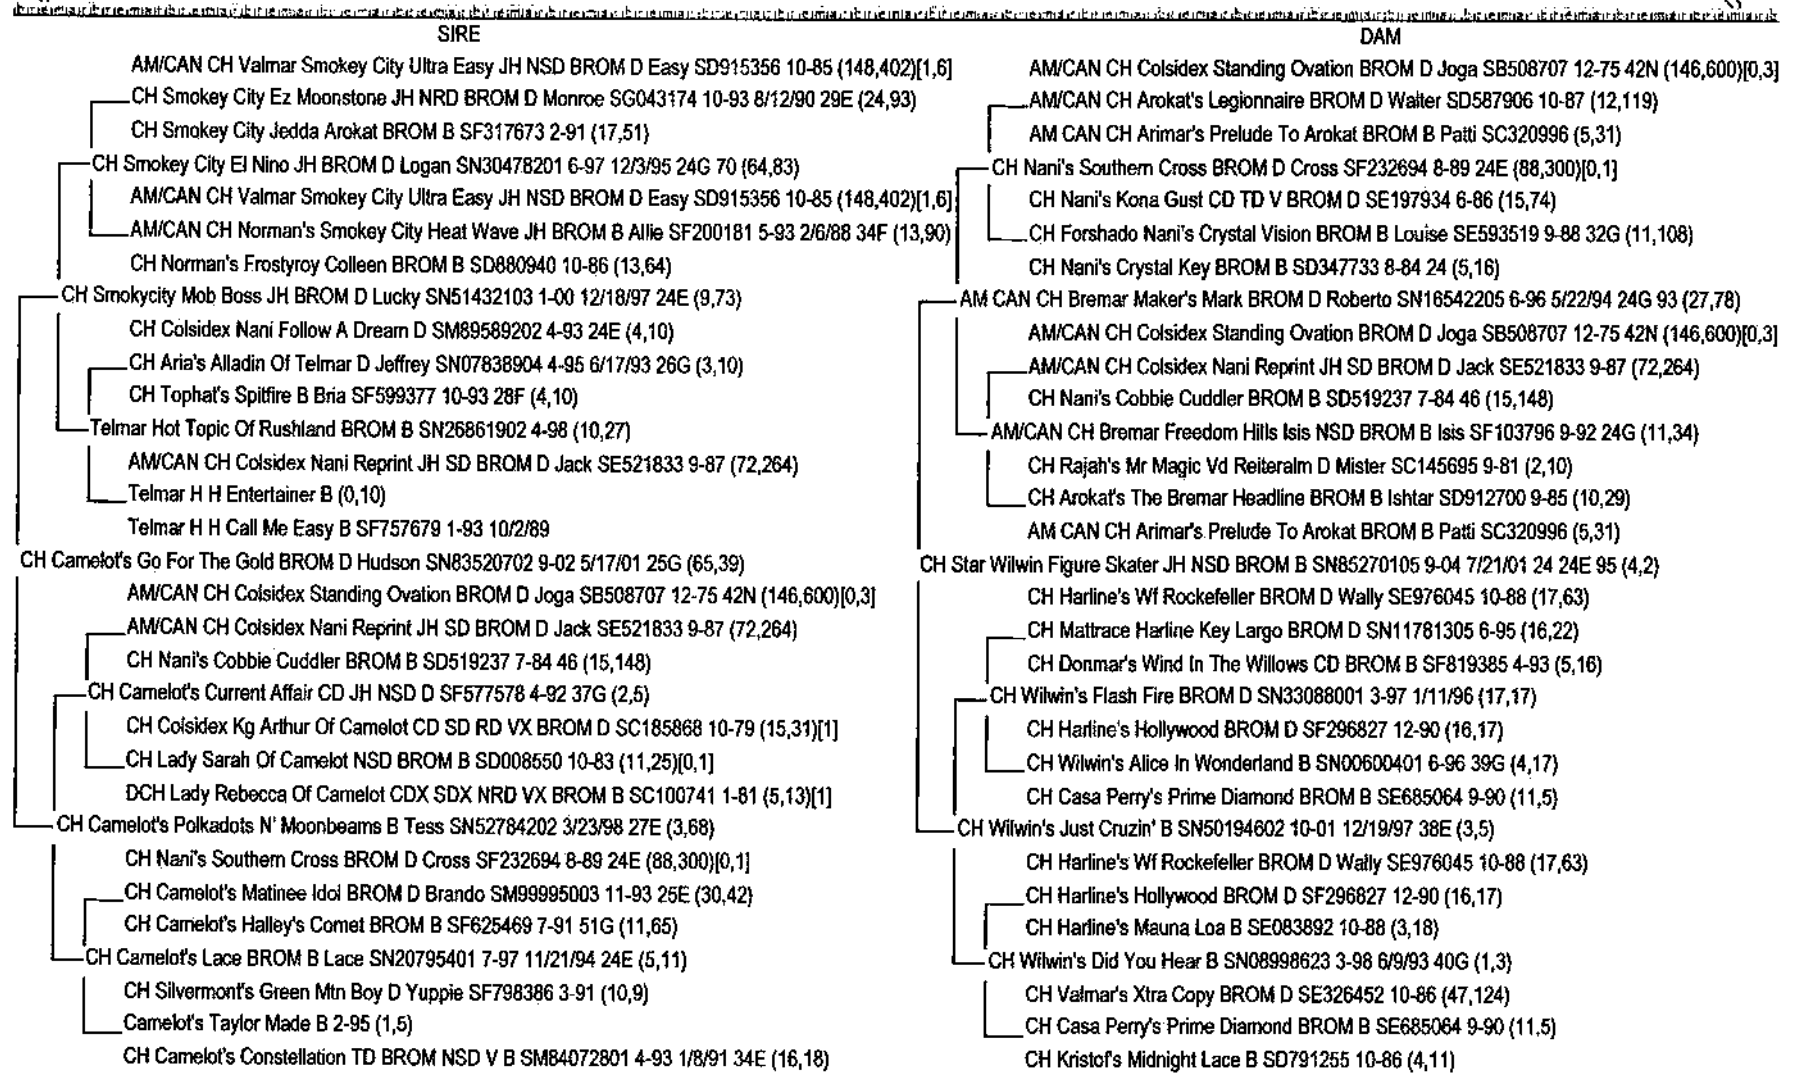 SIRE
AM/CAN CH Valmar Smokey City Ultra Easy JH NSD BROM D Easy SD915356 10-85 (148,402)[1,6]
CH Smokey City Ez Moonstone JH NRD BROM D Monroe SG043174 10-93 8/12/90 29E (24,93)
CH Smokey City Jedda Arokat BROM B SF317673 2-91 (17,51)
CH Smokey City El Nino JH BROM D Logan SN30478201 6-97 12/3/95 24G 70 (64,83)
AM/CAN CH Valmar Smokey City Ultra Easy JH NSD BROM D Easy SD915356 10-85 (148,402)[1,6]
AM/CAN CH Norman's Smokey City Heat Wave JH BROM B Allie SF200181 5-93 2/6/88 34F (13,90)
CH Norman's Frostyroy Colleen BROM B SD880940 10-86 (13,64)
CH Smokycity Mob Boss JH BROM D Lucky SN51432103 1-00 12/18/97 24E (9,73)
CH Colsidex Nani Follow A Dream D SM89589202 4-93 24E (4,10)
CH Aria's Alladin Of Telmar D Jeffrey SN07838904 4-95 6/17/93 26G (3,10)
CH Tophat's Spitfire B Bria SF599377 10-93 28F (4,10)
Telmar Hot Topic Of Rushland BROM B SN26861902 4-98 (10,27)
AM/CAN CH Colsidex Nani Reprint JH SD BROM D Jack SE521833 9-87 (72,264)
Telmar H H Entertainer B (0,10)
Telmar H H Call Me Easy B SF757679 1-93 10/2/89
CH Camelot's Go For The Gold BROM D Hudson SN83520702 9-02 5/17/01 25G (65,39)
AM/CAN CH Colsidex Standing Ovation BROM D Joga SB508707 12-75 42N (146,600)[0,3]
AM/CAN CH Colsidex Nani Reprint JH SD BROM D Jack SE521833 9-87 (72,264)
CH Nani's Cobbie Cuddler BROM B SD519237 7-84 46 (15,148)
CH Camelot's Current Affair CD JH NSD D SF577578 4-92 37G (2,5)
CH Colsidex Kg Arthur Of Camelot CD SD RD VX BROM D SC185868 10-79 (15,31)[1]
CH Lady Sarah Of Camelot NSD BROM B SD008550 10-83 (11,25)[0,1]
DCH Lady Rebecca Of Camelot CDX SDX NRD VX BROM B SC100741 1-81 (5,13)[1]
CH Camelot's Polkadots N' Moonbeams B Tess SN52784202 3/23/98 27E (3,68)
CH Nani's Southern Cross BROM D Cross SF232694 8-89 24E (88,300)[0,1]
CH Camelot's Matinee Idol BROM D Brando SM99995003 11-93 25E (30,42)
CH Camelot's Halley's Comet BROM B SF625469 7-91 51G (11,65)
CH Camelot's Lace BROM B Lace SN20795401 7-97 11/21/94 24E (5,11)
CH Silvermont's Green Mtn Boy D Yuppie SF798386 3-91 (10,9)
Camelot's Taylor Made B 2-95 (1,5)
CH Camelot's Constellation TD BROM NSD V B SM84072801 4-93 1/8/91 34E (16,18)
DAM
AM/CAN CH Colsidex Standing Ovation BROM D Joga SB508707 12-75 42N (146,600)[0,3]
AM/CAN CH Arokat's Legionnaire BROM D Walter SD587906 10-87 (12,119)
AM CAN CH Arimar's Prelude To Arokat BROM B Patti SC320996 (5,31)
CH Nani's Southern Cross BROM D Cross SF232694 8-89 24E (88,300)[0,1]
CH Nani's Kona Gust CD TD V BROM D SE197934 6-86 (15,74)
CH Forshado Nani's Crystal Vision BROM B Louise SE593519 9-88 32G (11,108)
CH Nani's Crystal Key BROM B SD347733 8-84 24 (5,16)
AM CAN CH Bremar Maker's Mark BROM D Roberto SN16542205 6-96 5/22/94 24G 93 (27,78)
AM/CAN CH Colsidex Standing Ovation BROM D Joga SB508707 12-75 42N (146,600)[0,3]
AM/CAN CH Colsidex Nani Reprint JH SD BROM D Jack SE521833 9-87 (72,264)
CH Nani's Cobbie Cuddler BROM B SD519237 7-84 46 (15,148)
AM/CAN CH Bremar Freedom Hills Isis NSD BROM B Isis SF103796 9-92 24G (11,34)
CH Rajah's Mr Magic Vd Reiteralm D Mister SC145695 9-81 (2,10)
CH Arokat's The Bremar Headline BROM B Ishtar SD912700 9-85 (10,29)
AM CAN CH Arimar's Prelude To Arokat BROM B Patti SC320996 (5,31)
CH Star Wilwin Figure Skater JH NSD BROM B SN85270105 9-04 7/21/01 24 24E 95 (4,2)
CH Harline's Wf Rockefeller BROM D Wally SE976045 10-88 (17,63)
CH Mattrace Harline Key Largo BROM D SN11781305 6-95 (16,22)
CH Donmar's Wind In The Willows CD BROM B SF819385 4-93 (5,16)
CH Wilwin's Flash Fire BROM D SN33088001 3-97 1/11/96 (17,17)
CH Harline's Hollywood BROM D SF296827 12-90 (16,17)
CH Wilwin's Alice In Wonderland B SN00600401 6-96 39G (4,17)
CH Casa Perry's Prime Diamond BROM B SE685064 9-90 (11,5)
CH Wilwin's Just Cruzin' B SN50194602 10-01 12/19/97 38E (3,5)
CH Harline's Wf Rockefeller BROM D Wally SE976045 10-88 (17,63)
CH Harline's Hollywood BROM D SF296827 12-90 (16,17)
CH Harline's Mauna Loa B SE083892 10-88 (3,18)
CH Wilwin's Did You Hear B SN08998623 3-98 6/9/93 40G (1,3)
CH Valmar's Xtra Copy BROM D SE326452 10-86 (47,124)
CH Casa Perry's Prime Diamond BROM B SE685064 9-90 (11,5)
CH Kristof's Midnight Lace B SD791255 10-86 (4,11)